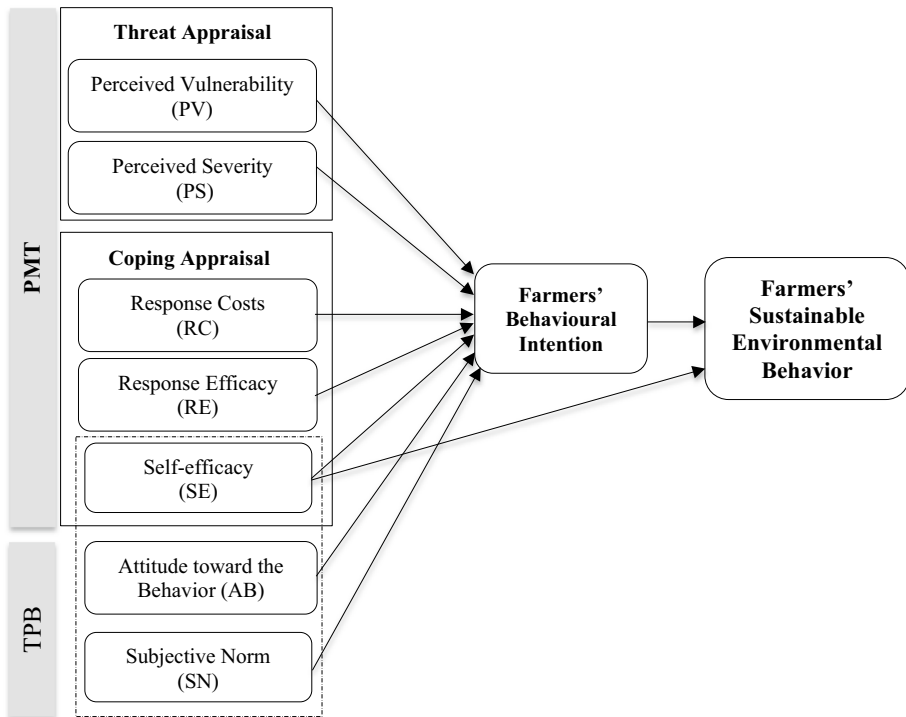 PMT
Threat Appraisal
Perceived Vulnerability
(PV)
Perceived Severity
(PS)
Coping Appraisal
Response Costs
(RC)
Response Efficacy
(RE)
Self-efficacy
(SE)
TPB
Attitude toward the
Behavior (AB)
Subjective Norm
(SN)
Farmers’
Behavioural
Intention
Farmers’
Sustainable
Environmental
Behavior